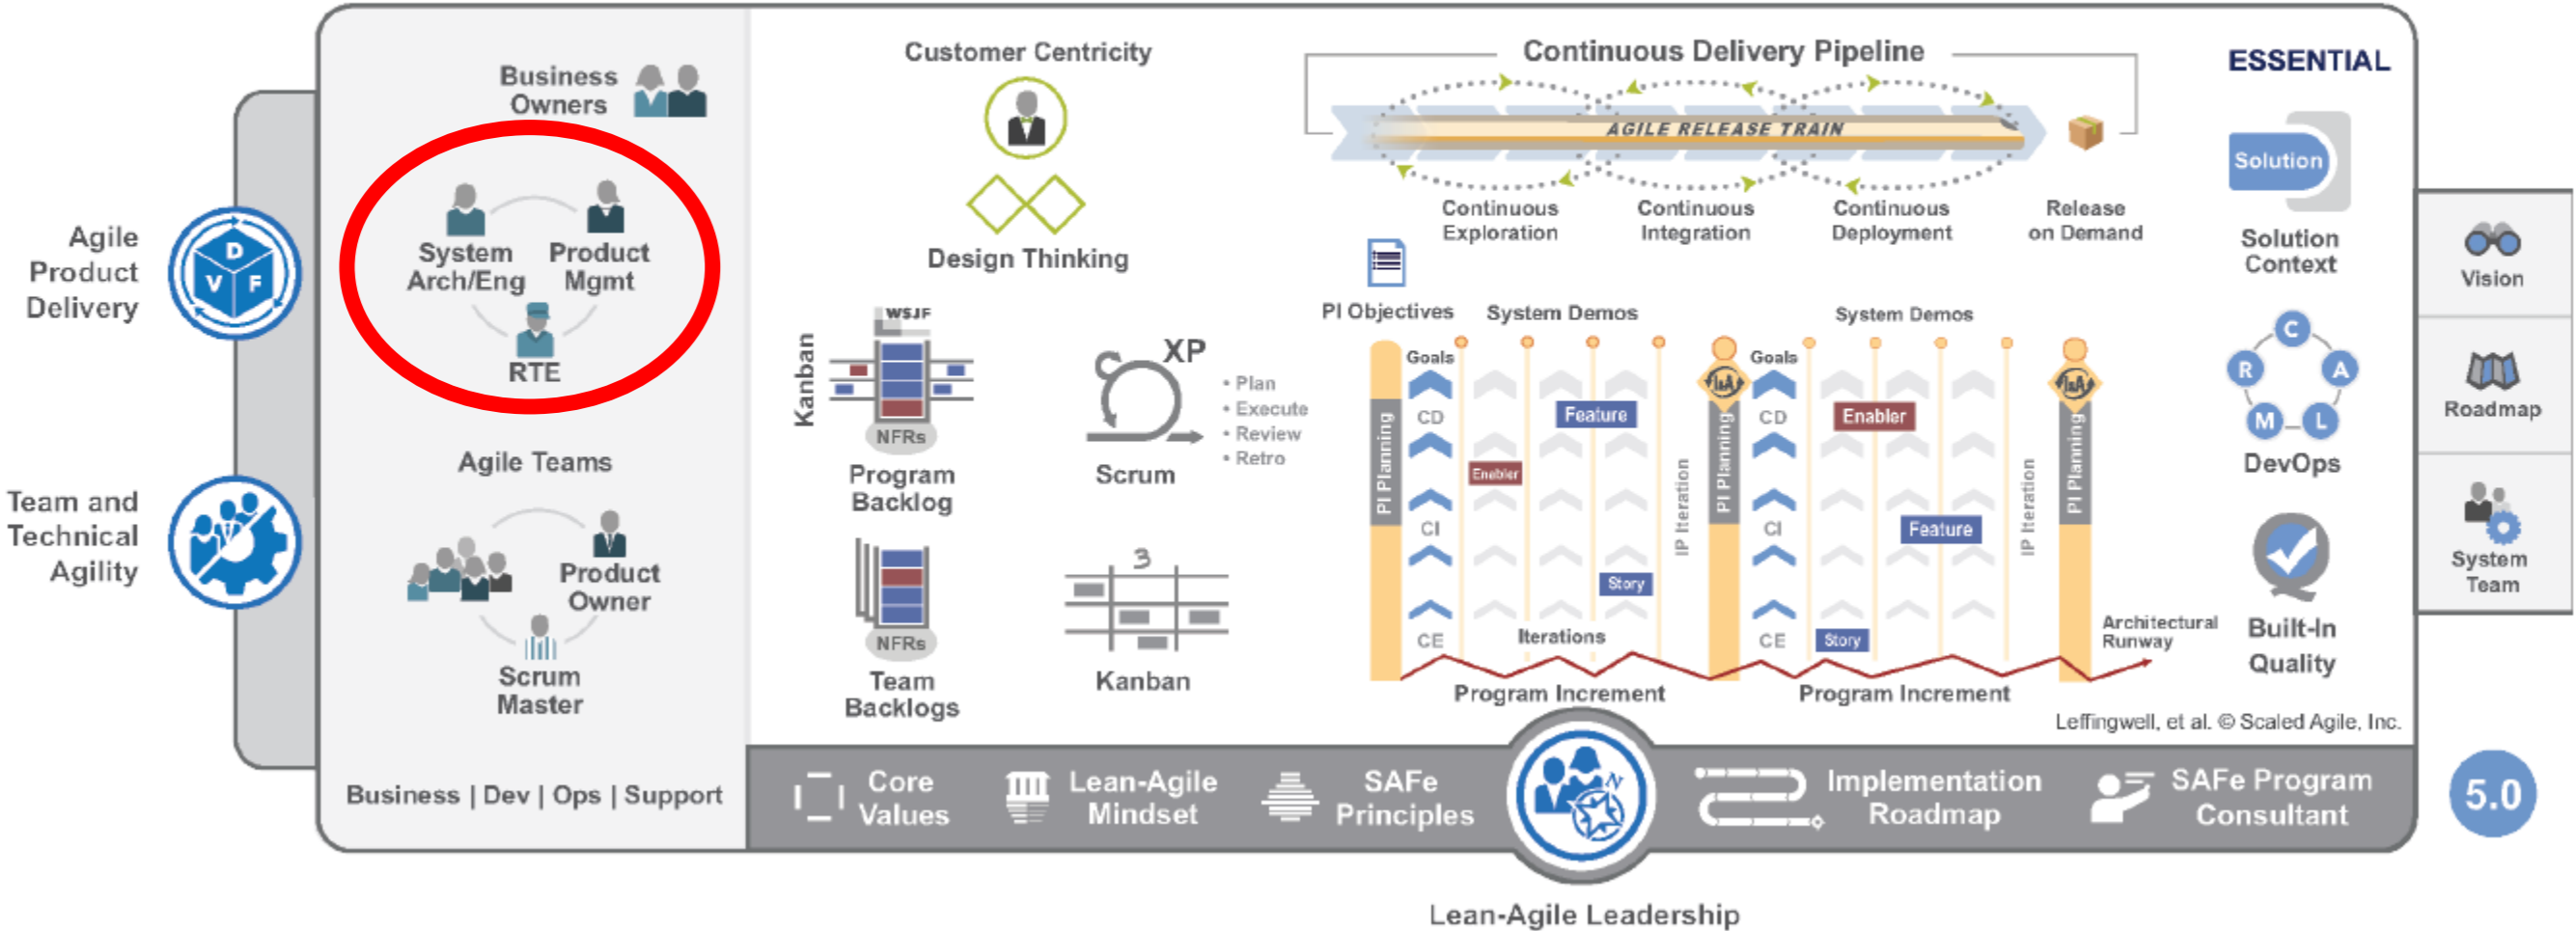 Agile
Product
Delivery
D
V F
Team and
Technical
Agility
Business
Owners
System
Arch/Eng
Product
Mgmt
RTE
Agile Teams
Product
Owner
Scrum
Master
Business | Dev | Ops | Support
Customer Centricity
Design Thinking
Kanban
WSJF
NFRs
Program
Backlog
XP
• Plan
• Execute
• Review
• Retro
Scrum
NFRs
Team
Backlogs
3
Kanban
Continuous Delivery Pipeline
AGILE RELEASE TRAIN
Continuous
Exploration
Continuous
Integration
Continuous
Deployment
Release
on Demand
PI Objectives
System Demos
System Demos
PI Planning
Goals
CD
CI
CE
Enabler
Feature
Story
Iterations
IP Iteration
I&A
PI Planning
Goals
CD
CI
CE
Enabler
Feature
Story
IP Iteration
I&A
PI Planning
Architectural
Runway
Program Increment
Program Increment
ESSENTIAL
Solution
Solution
Context
C
R A
M L
DevOps
Built-In
Quality
Leffingwell, et al. © Scaled Agile, Inc.
Vision
Roadmap
System
Team
Core
Values
Lean-Agile
Mindset
SAFe
Principles
N
Implementation
Roadmap
SAFe Program
Consultant
5.0
Lean-Agile Leadership